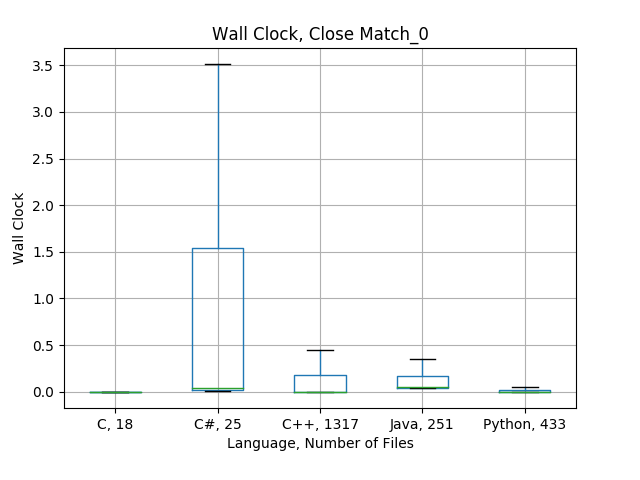 Wall Clock, Close Match_0
3.5
3.0
2.5
2.0
1.5
1.0
0.5
0.0
Wall Clock
C, 18
C#, 25
C++, 1317
Java, 251
Python, 433
Language, Number of Files